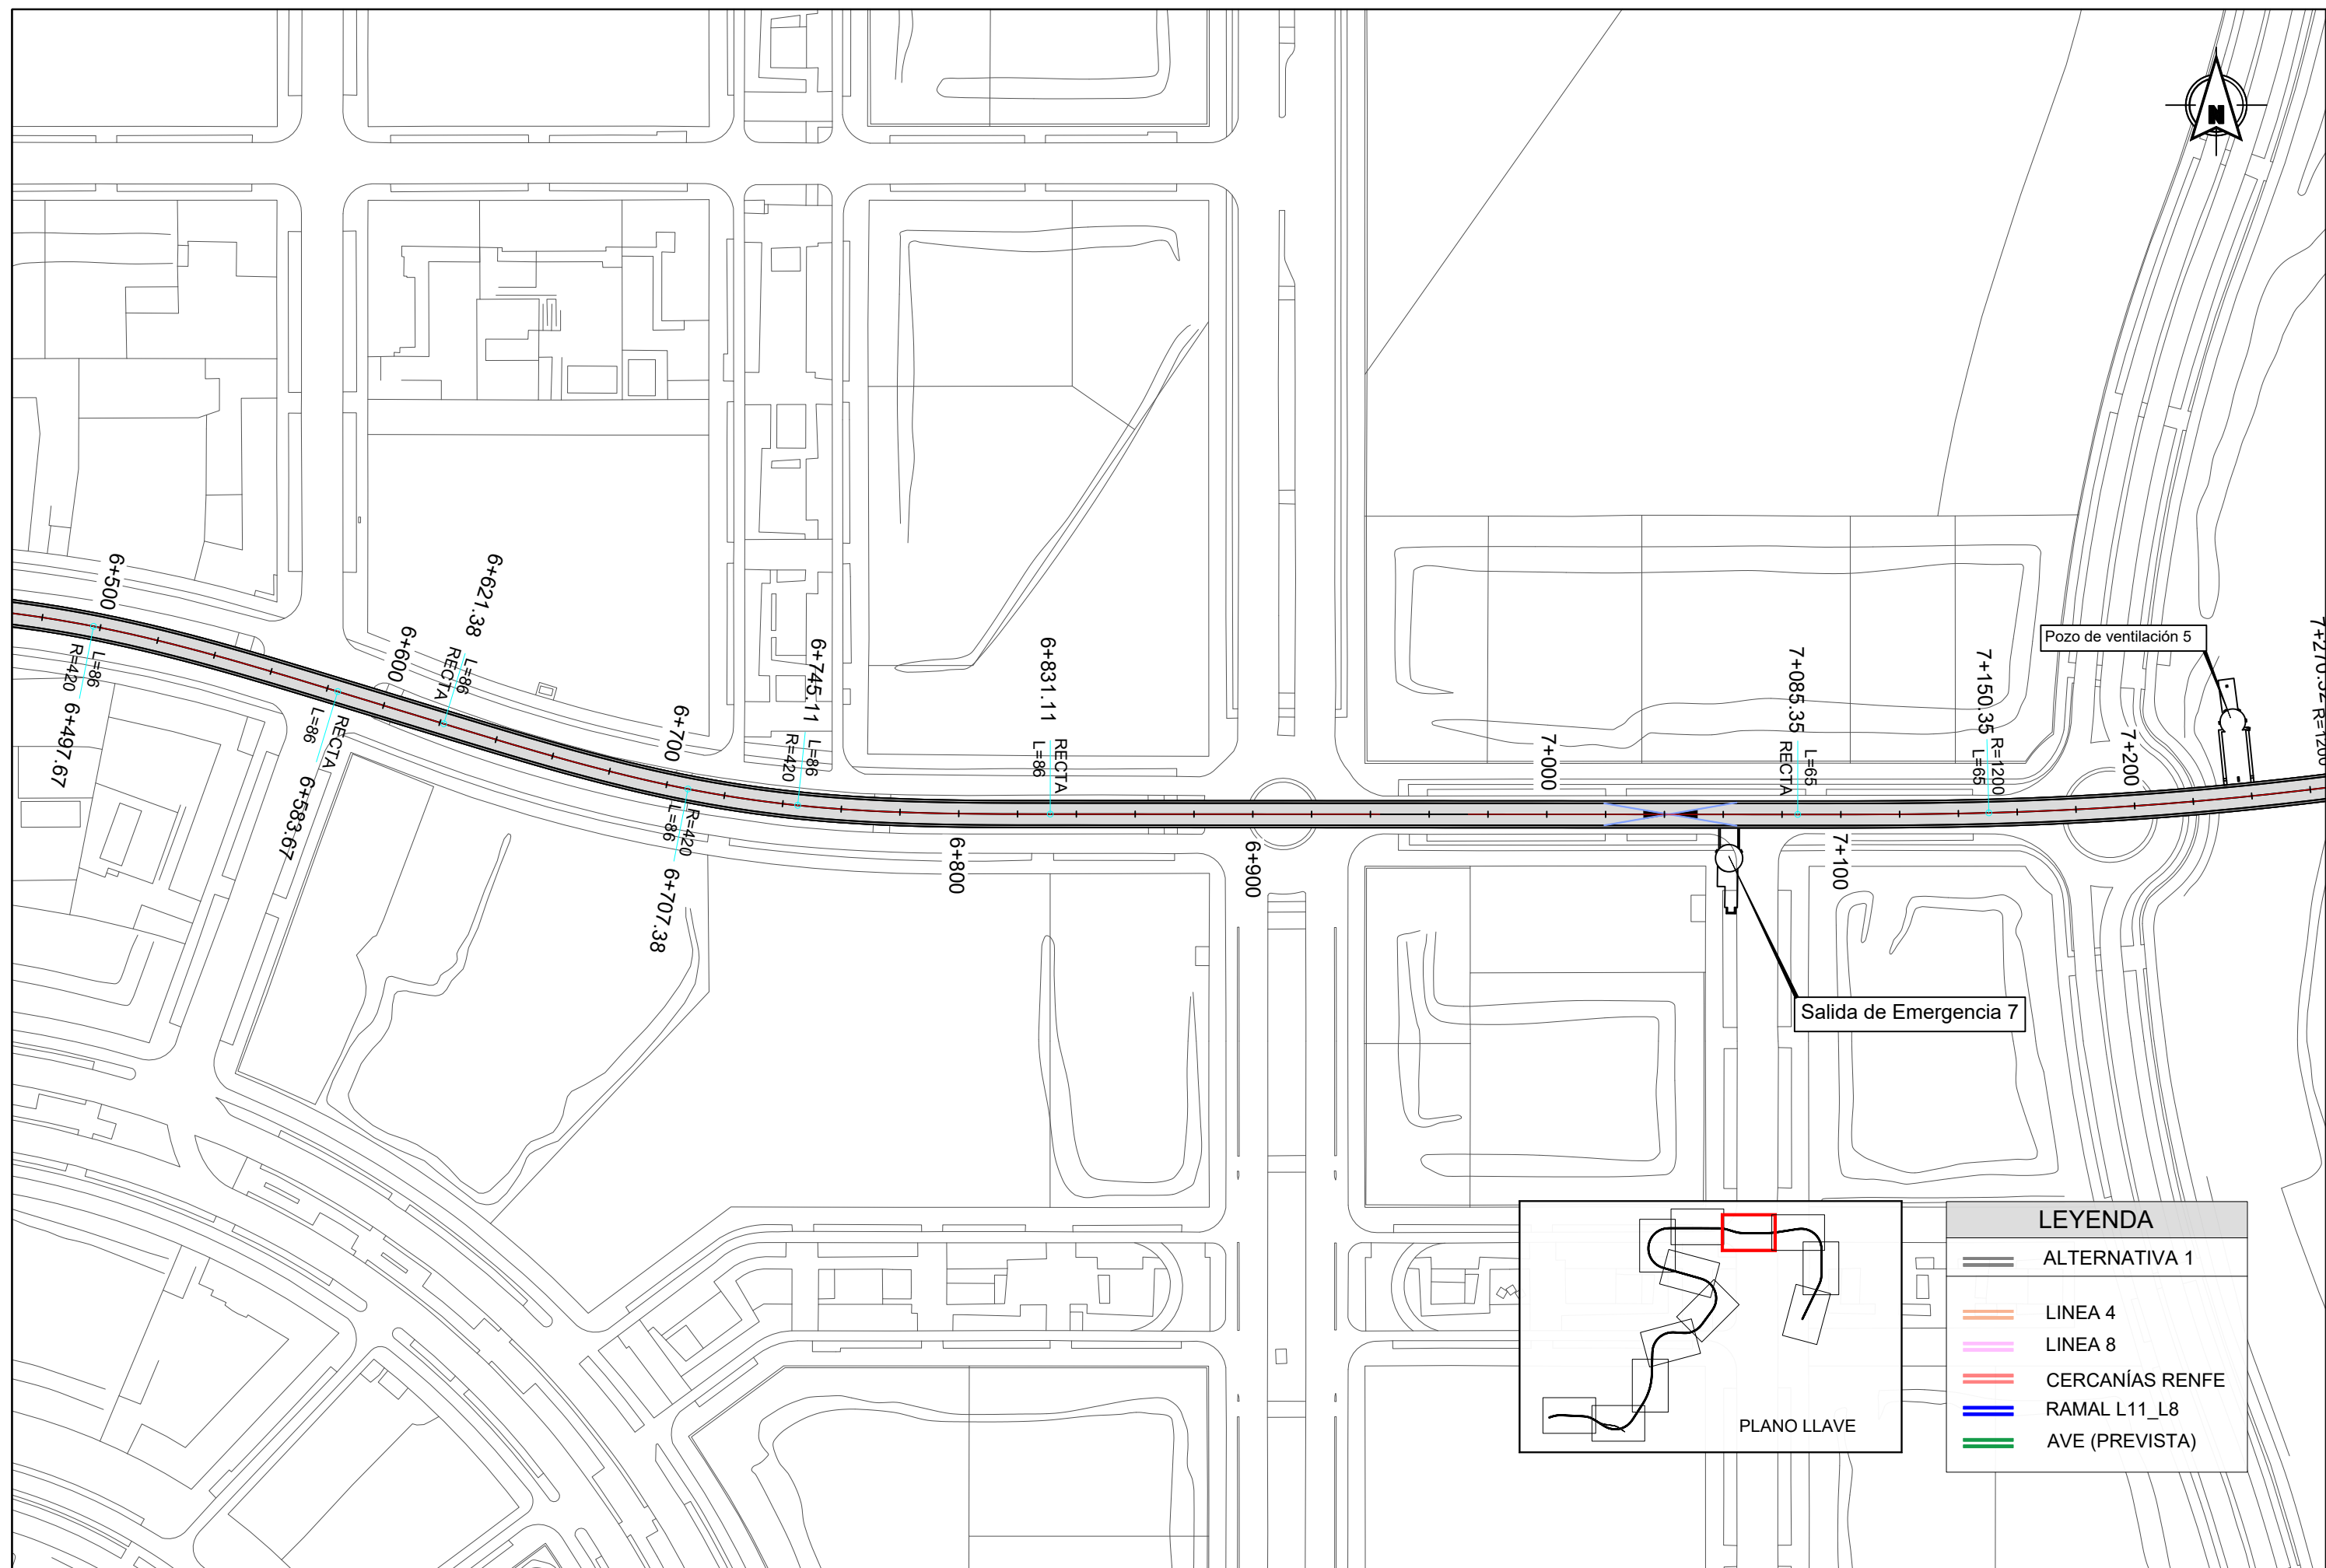 N
6+500
L=86
R=420
6+497.67
RECTA
L=86
6+583.67
6+600
6+621.38
L=86
RECTA
6+700
R=420
L=86
6+707.38
6+745.11
L=86
R=420
6+800
6+831.11
RECTA
L=86
6+900
7+000
7+085.35
L=65
RECTA
7+100
7+150.35
R=1200
L=65
7+200
Pozo de ventilación 5
R=1200
Salida de Emergencia 7
PLANO LLAVE
LEYENDA
ALTERNATIVA 1
LINEA 4
LINEA 8
CERCANÍAS RENFE
RAMAL L11_L8
AVE (PREVISTA)